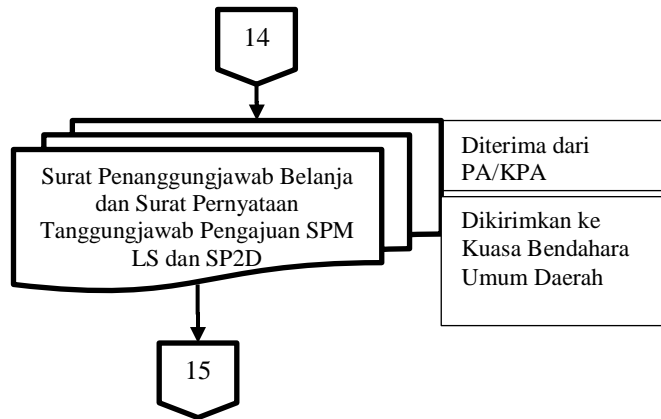 14
Surat Penanggungjawab Belanja
dan Surat Pernyataan
Tanggungjawab Pengajuan SPM
LS dan SP2D
Diterima dari
PA/KPA
Dikirimkan ke
Kuasa Bendahara
Umum Daerah
15